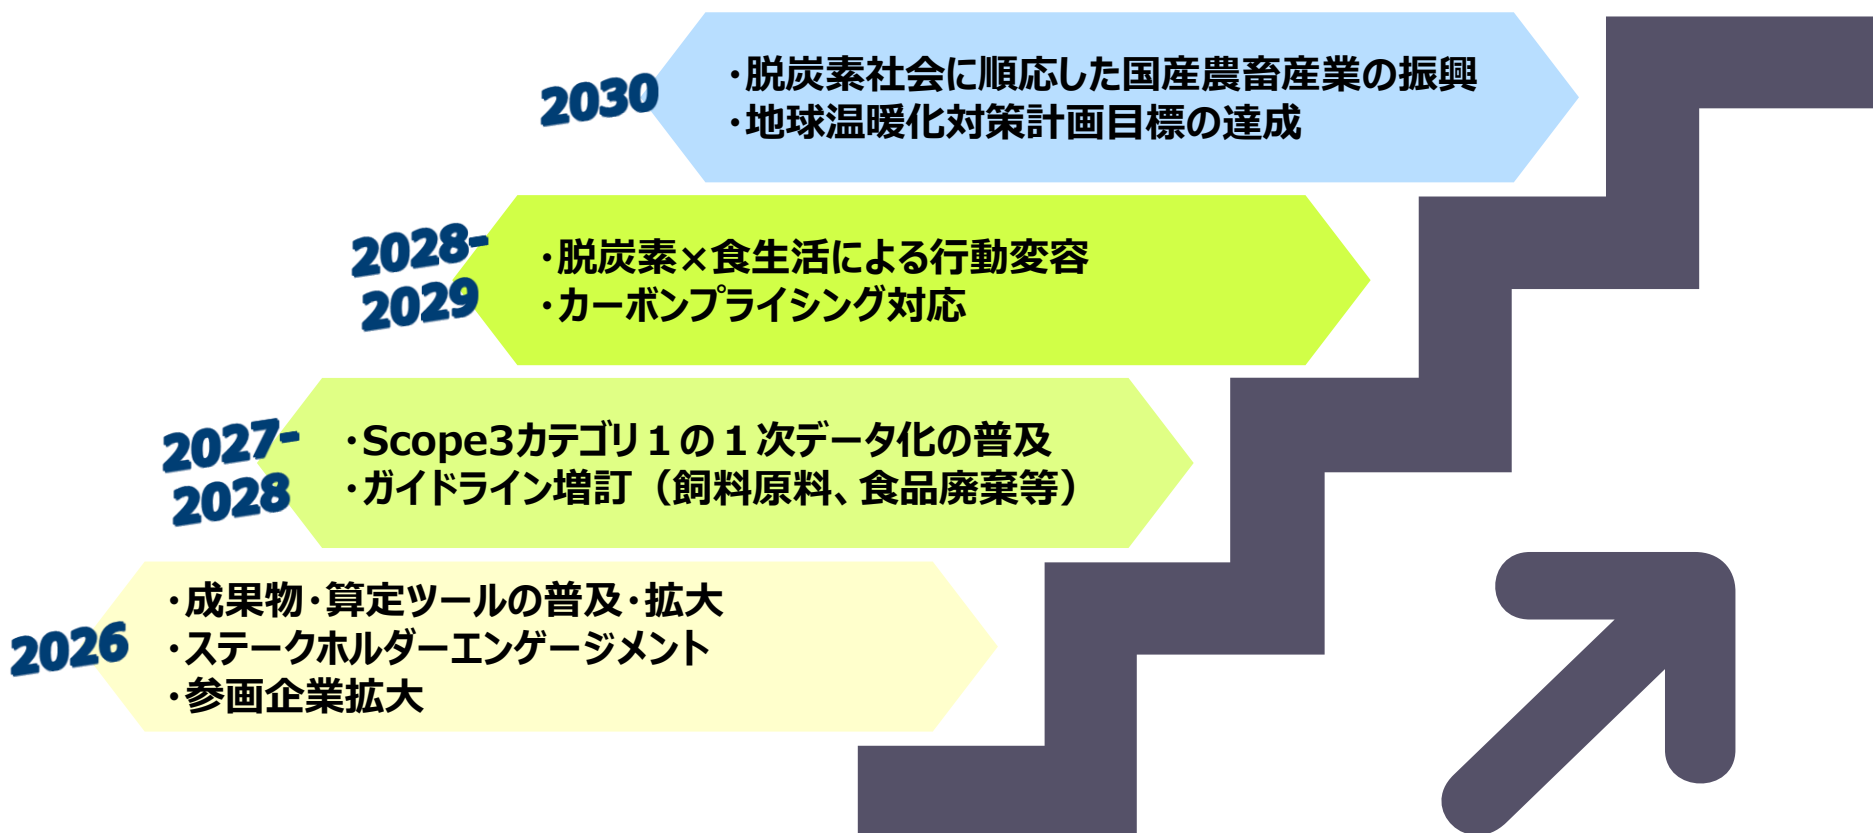 2030
・脱炭素社会に順応した国産農畜産業の振興
・地球温暖化対策計画目標の達成
2028-
2029
・脱炭素×食生活による行動変容
・カーボンプライシング対応
2027-
2028
・Scope3カテゴリ１の１次データ化の普及
・ガイドライン増訂（飼料原料、食品廃棄等）
2026
・成果物・算定ツールの普及・拡大
・ステークホルダーエンゲージメント
・参画企業拡大